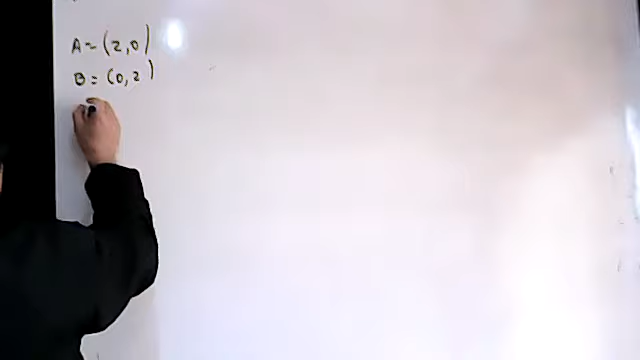 A = (2,0)
B = (0,2)